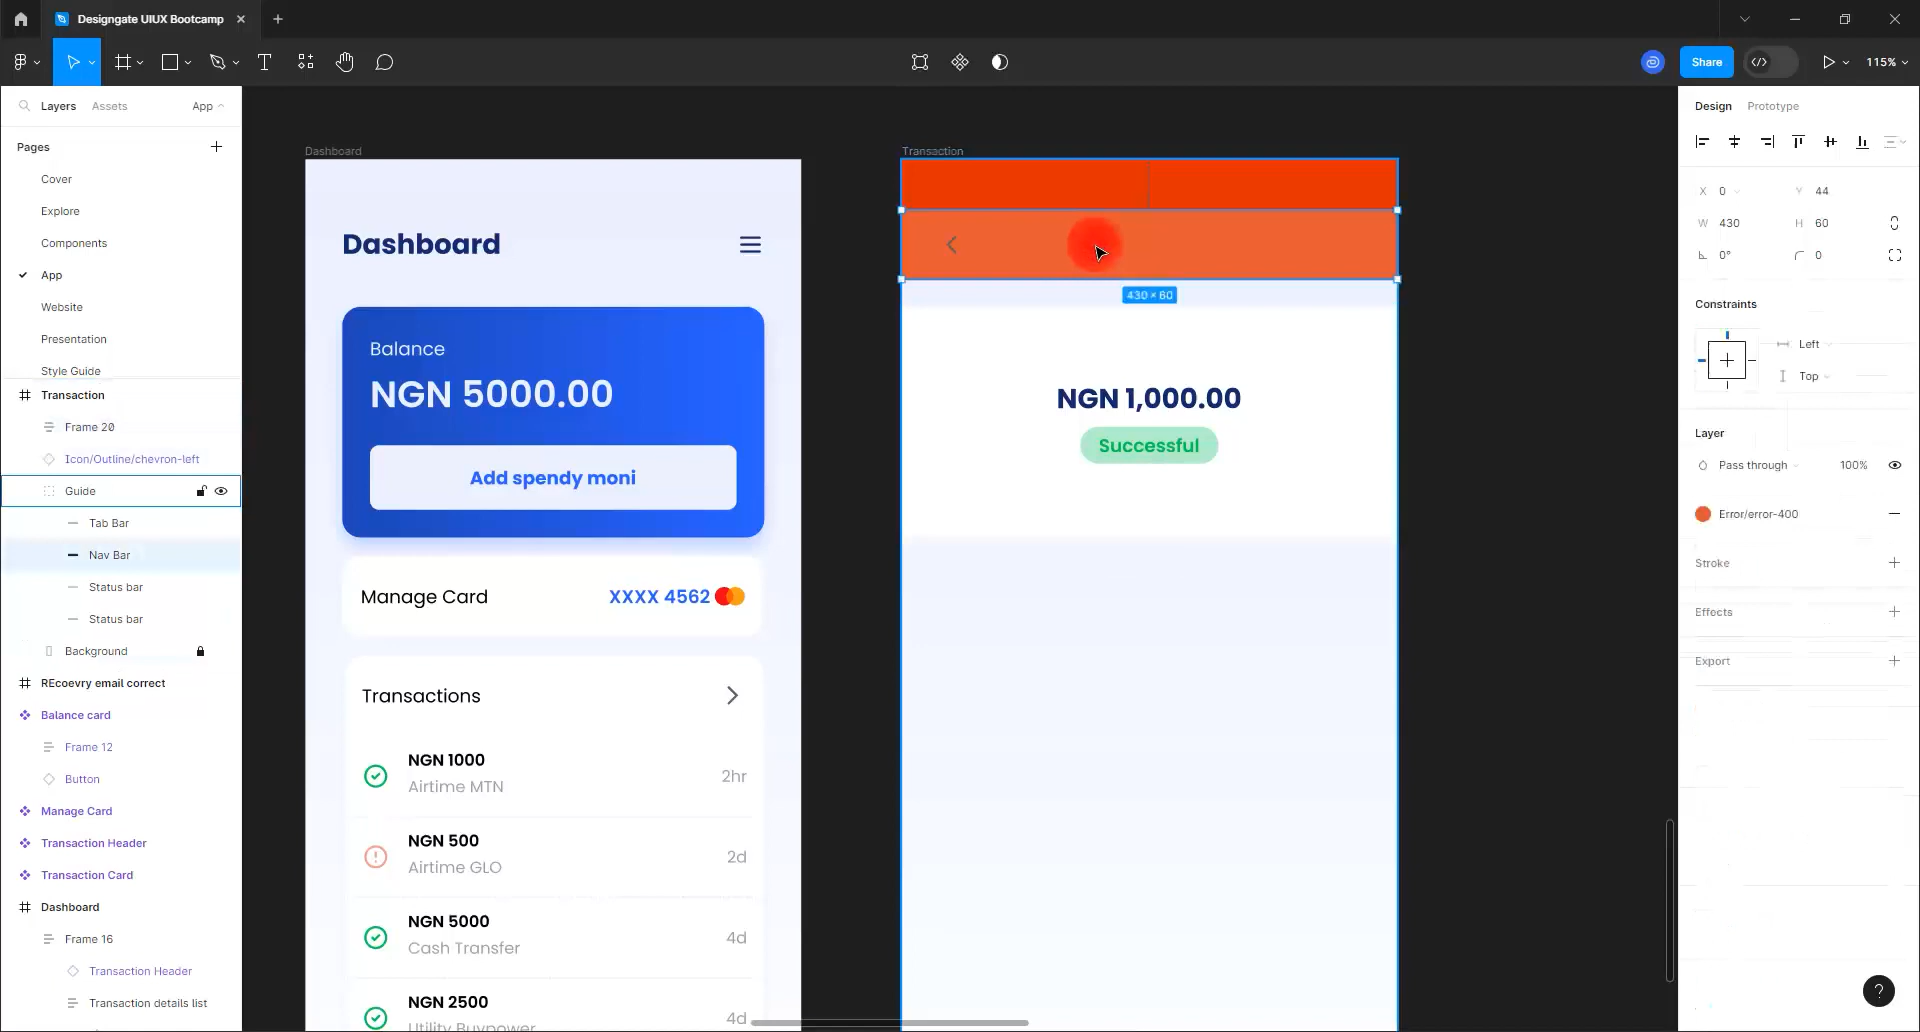 Designgate UIUX Bootcamp
Share
115%
Layers
Assets
App
Pages
Cover
Explore
Components
App
Website
Presentation
Style Guide
Transaction
Frame 20
Icon/Outline/chevron-left
Guide
Tab Bar
Nav Bar
Status bar
Status bar
Background
REcoevry email correct
Balance card
Frame 12
Button
Manage Card
Transaction Header
Transaction Card
Dashboard
Frame 16
Transaction Header
Transaction details list
Dashboard
Dashboard
Balance
NGN 5000.00
Add spendy moni
Manage Card
XXXX 4562
Transactions
NGN 1000
Airtime MTN
2hr
NGN 500
Airtime GLO
2d
NGN 5000
Cash Transfer
4d
NGN 2500
Utility Buypower
4d
Transaction
430 × 60
NGN 1,000.00
Successful
Design
Prototype
X 0
Y 44
W 430
H 60
0°
0
Constraints
Left
Top
Layer
Pass through
100%
Error/error-400
Stroke
Effects
Export
?